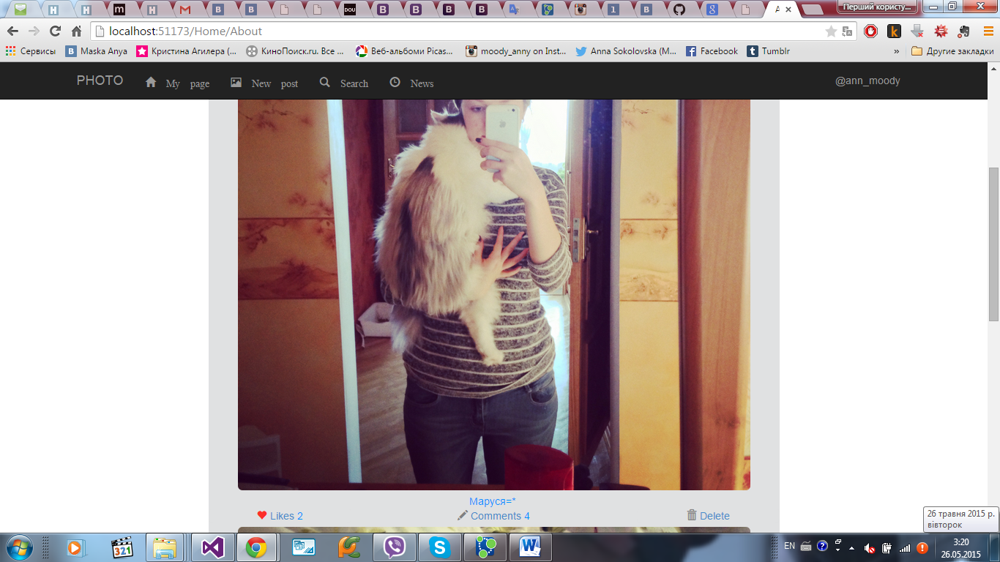 A
Перший користу...
localhost:51173/Home/About
Сервисы
Maska Anya
Кристина Агилера (...
КиноПоиск.ru. Все ...
Веб-альбоми Picas...
moody_anny on Inst...
Anna Sokolovska (M...
Facebook
Tumblr
»
Другие закладки
PHOTO
My page
New post
Search
News
@ann_moody
Маруся=*
Likes 2
Comments 4
Delete
26 травня 2015 р.
вівторок
EN
3:20
26.05.2015